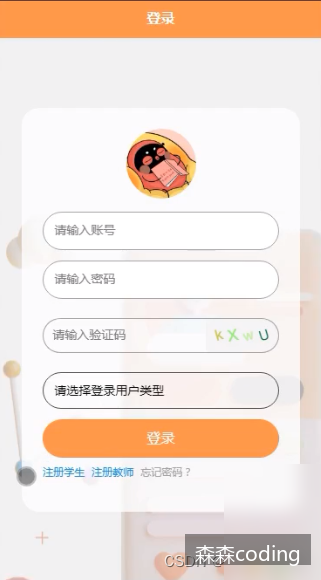 登录
请输入账号
请输入密码
请输入验证码 KXWU
请选择登录用户类型
登录
注册学生 注册教师 忘记密码？
森森coding